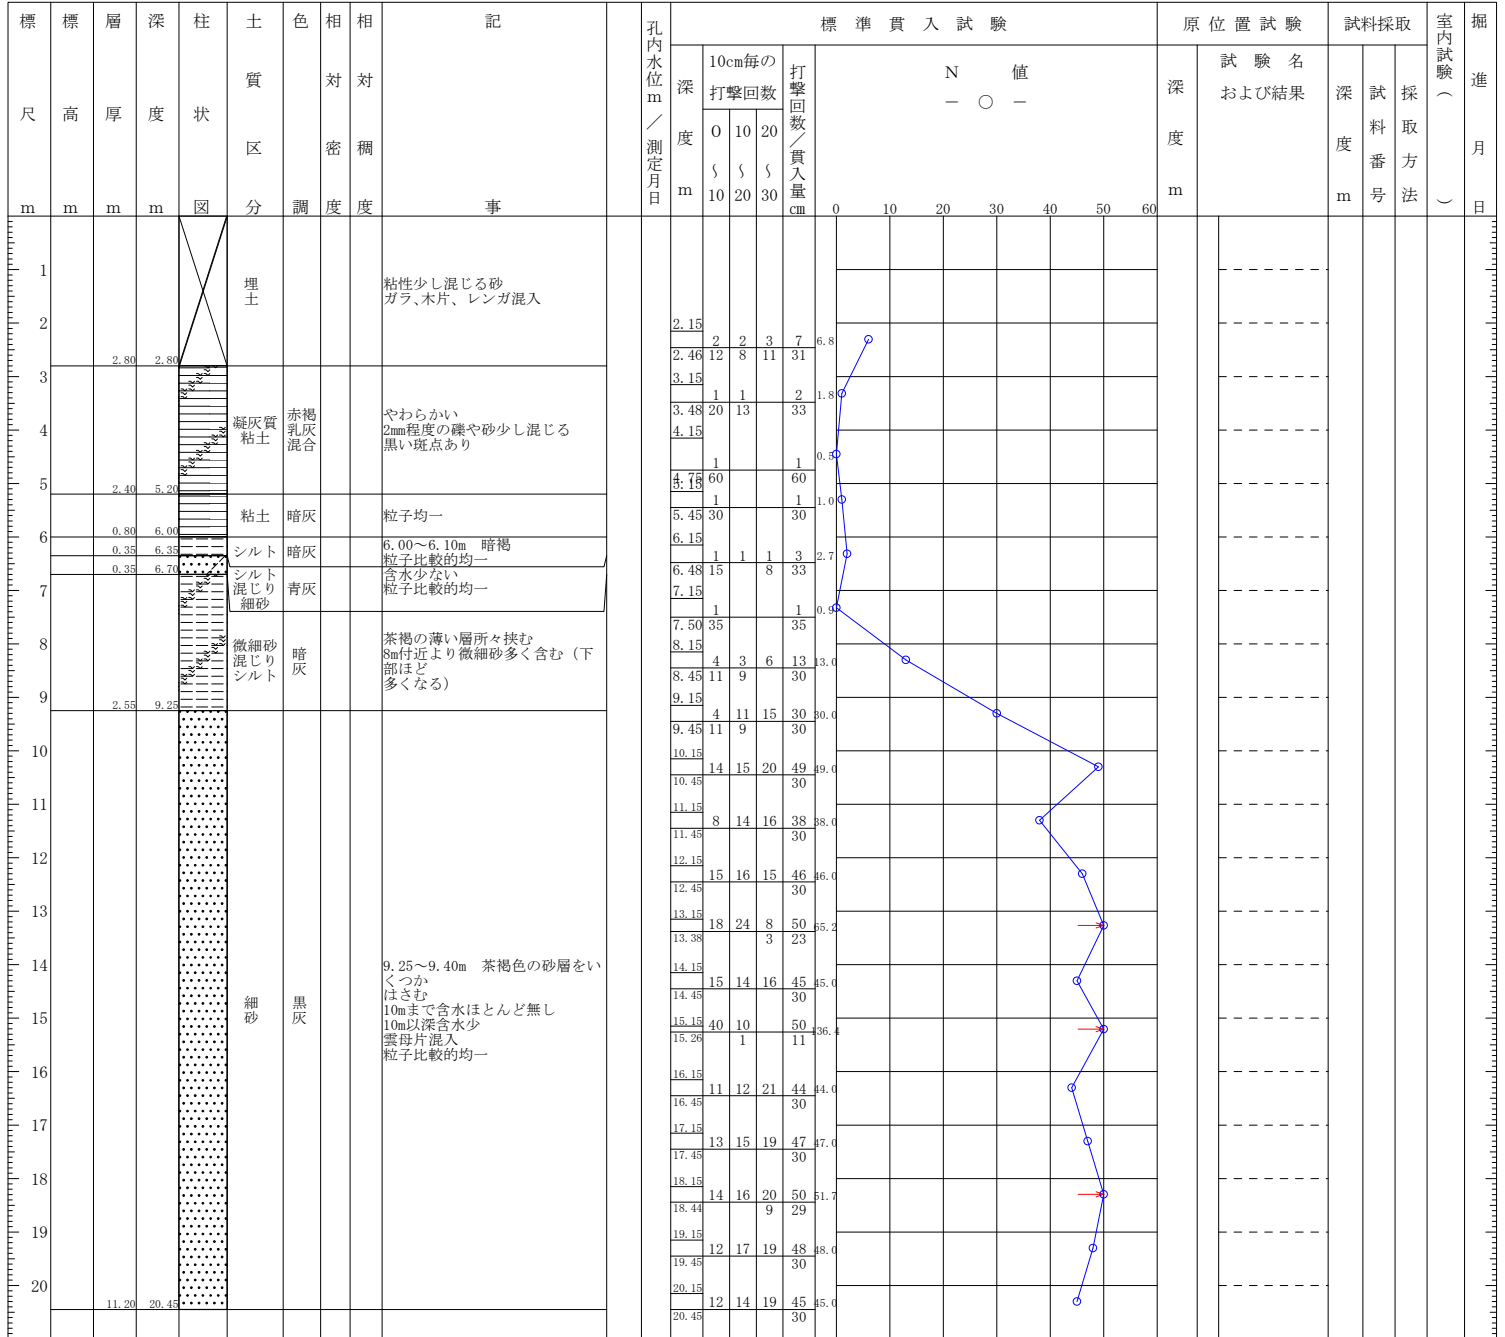 標尺m
標高m
層厚m
深度m
柱状図
土質区分
色調
相対密度
相対稠度
記事
孔内水位m／測定月日
標準貫入試験
深度m
10cm毎の
打撃回数
0〜10
10〜20
20〜30
打撃回数／貫入量cm
N 値
― ○ ―
0 10 20 30 40 50 60
原位置試験
深度m
試験名
および結果
試料採取
深度m
試料番号
採取方法
室内試験（ ）
掘進月日
1
2
3
4
5
6
7
8
9
10
11
12
13
14
15
16
17
18
19
20
2.80 2.80
埋土
粘性少し混じる砂
ガラ、木片、レンガ混入
2.40 5.20
凝灰質
粘土
赤褐
乳灰
混合
やわらかい
2mm程度の礫や砂少し混じる
黒い斑点あり
0.80 6.00
粘土 暗灰 粒子均一
0.35 6.35
シルト 暗灰
6.00〜6.10m 暗褐
粒子比較的均一
0.35 6.70
シルト
混じり
細砂
青灰
含水少ない
粒子比較的均一
2.55 9.25
微細砂
混じり
シルト
暗灰
茶褐の薄い層所々挟む
8m付近より微細砂多く含む（下
部ほど
多くなる）
11.20 20.45
細砂
黒灰
9.25〜9.40m 茶褐色の砂層をい
くつか
はさむ
10mまで含水ほとんど無し
10m以深含水少
雲母片混入
粒子比較的均一
2.15
2 2 3 7 6.8
2.46 12 8 11 31
3.15
1 1 2 1.8
3.48 20 13 33
4.15
1 1 0.5
4.75 60 60
5.15
1 1 1.0
5.45 30 30
6.15
1 1 1 3 2.7
6.48 15 8 33
7.15
1 1 0.9
7.50 35 35
8.15
4 3 6 13 13.0
8.45 11 9 30
9.15
4 11 15 30 30.0
9.45 11 9 30
10.15
14 15 20 49 49.0
10.45 30
11.15
8 14 16 38 38.0
11.45 30
12.15
15 16 15 46 46.0
12.45 30
13.15
18 24 8 50 65.2
13.38 3 23
14.15
15 14 16 45 45.0
14.45 30
15.15
40 10 50 136.4
15.26 1 11
16.15
11 12 21 44 44.0
16.45 30
17.15
13 15 19 47 47.0
17.45 30
18.15
14 16 20 50 51.7
18.44 9 29
19.15
12 17 19 48 48.0
19.45 30
20.15
12 14 19 45 45.0
20.45 30